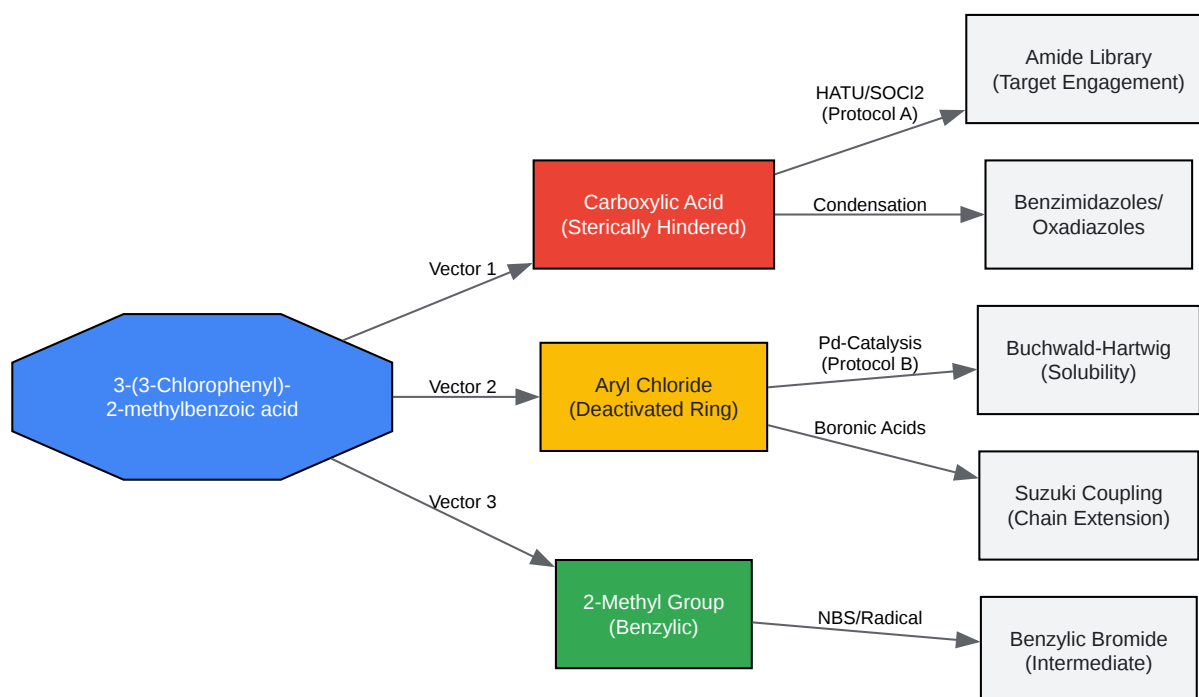 3-(3-Chlorophenyl)-
2-methylbenzoic acid
Vector 1
Vector 2
Vector 3
Carboxylic Acid
(Sterically Hindered)
Aryl Chloride
(Deactivated Ring)
2-Methyl Group
(Benzylic)
HATU/SOCl2
(Protocol A)
Condensation
Pd-Catalysis
(Protocol B)
Boronic Acids
NBS/Radical
Amide Library
(Target Engagement)
Benzimidazoles/
Oxadiazoles
Buchwald-Hartwig
(Solubility)
Suzuki Coupling
(Chain Extension)
Benzylic Bromide
(Intermediate)